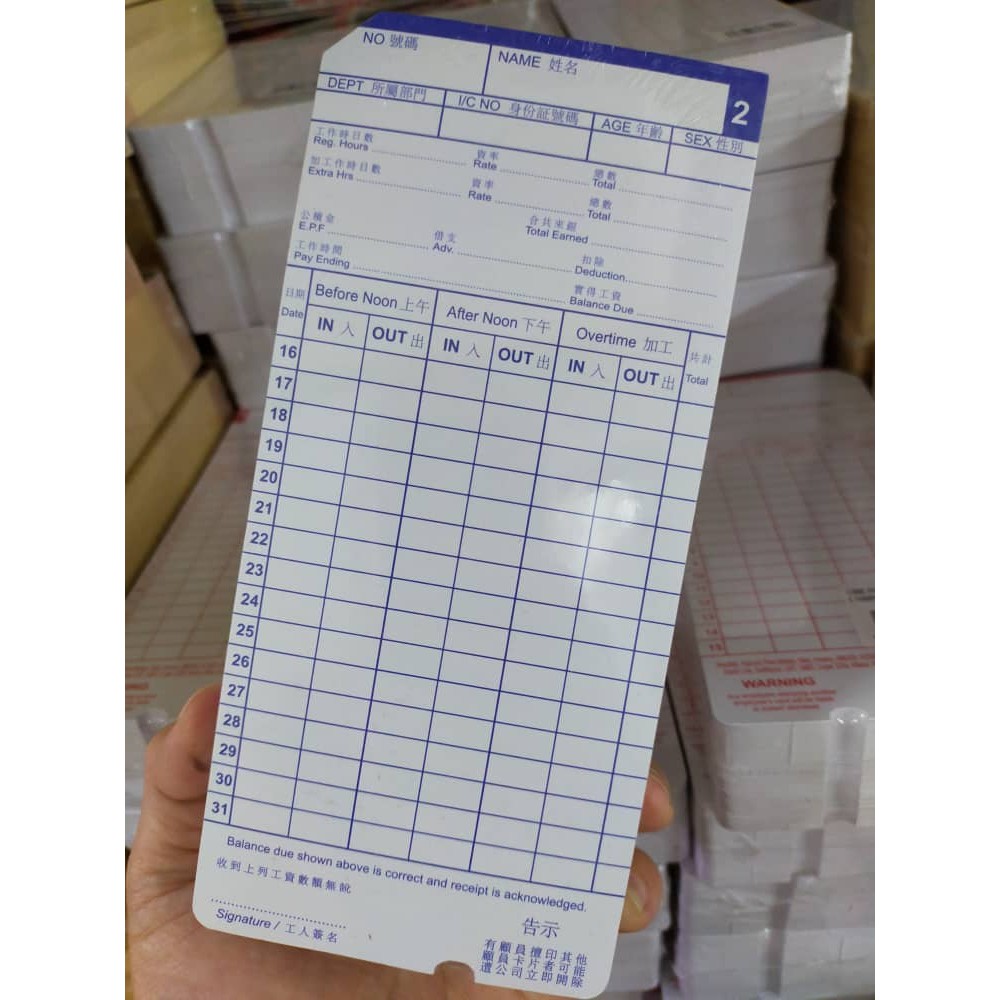 NO 號碼
NAME 姓名
2
DEPT 所屬部門
I/C NO 身份証號碼
AGE 年齡
SEX 性別
工作時日數
Reg. Hours
資率
Rate
總數
Total
加工作時日數
Extra Hrs
資率
Rate
總數
Total
公積金
E.P.F
借支
Adv.
合共來銀
Total Earned
工作時間
Pay Ending
扣除
Deduction
實得工資
Balance Due
日期
Date
Before Noon 上午
After Noon 下午
Overtime 加工
共計
Total
IN 入
OUT 出
IN 入
OUT 出
IN 入
OUT 出
16
17
18
19
20
21
22
23
24
25
26
27
28
29
30
31
Balance due shown above is correct and receipt is acknowledged.
收到上列工資數額無訛
Signature / 工人簽名
告示
有顧員擅印其他
顧員卡片者可能
遭公司立即開除
WARNING